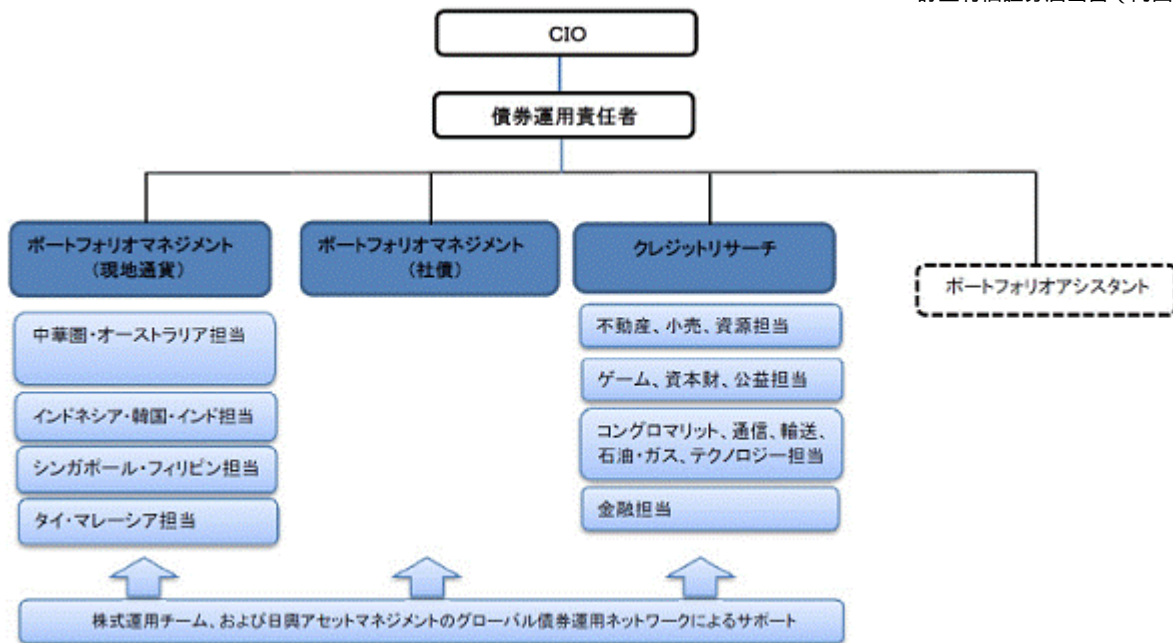 CIO
債券運用責任者
ポートフォリオマネジメント
（現地通貨）
ポートフォリオマネジメント
（社債）
クレジットリサーチ
ポートフォリオアシスタント
中華圏・オーストラリア担当
インドネシア・韓国・インド担当
シンガポール・フィリピン担当
タイ・マレーシア担当
不動産、小売、資源担当
ゲーム、資本財、公益担当
コングロマリット、通信、輸送、
石油・ガス、テクノロジー担当
金融担当
株式運用チーム、および日興アセットマネジメントのグローバル債券運用ネットワークによるサポート